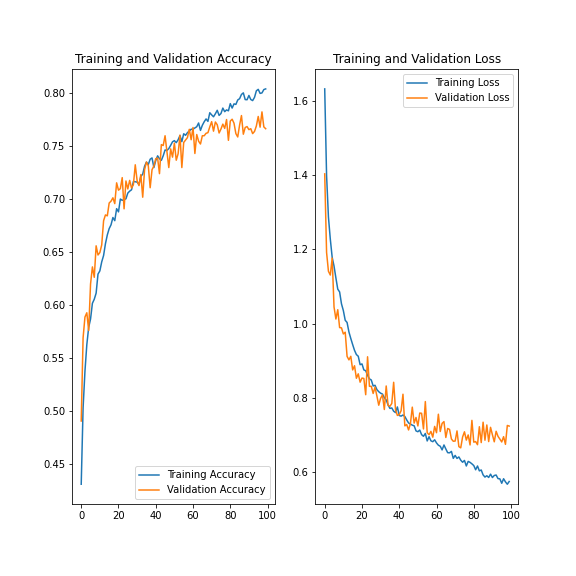 Training and Validation Accuracy
0.80
0.75
0.70
0.65
0.60
0.55
0.50
0.45
Training Accuracy
Validation Accuracy
0 20 40 60 80 100
Training and Validation Loss
Training Loss
Validation Loss
1.6
1.4
1.2
1.0
0.8
0.6
0 20 40 60 80 100